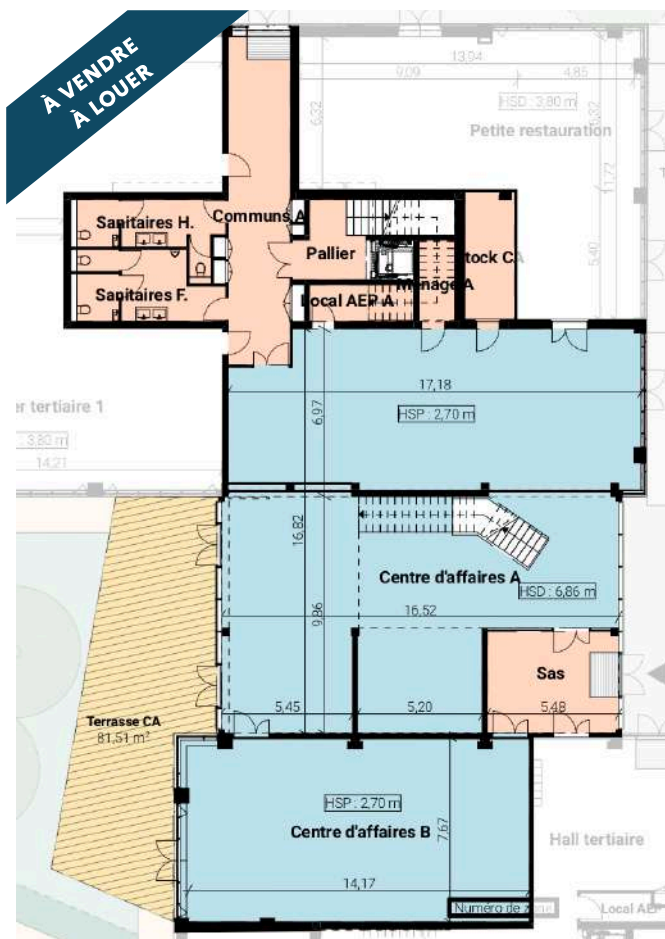 À VENDRE
À LOUER
13,94
9,09
4,85
HSD : 3,80 m
6,32
6,32
Petite restauration
11,72
5,40
Sanitaires H.
Communs A
Pallier
tock CA
Ménage A
Sanitaires F.
Local AEP A
17,18
HSP : 2,70 m
6,97
er tertiaire 1
3,80 m
14,21
16,82
Centre d'affaires A
HSD : 6,86 m
16,52
9,86
Sas
5,45
5,20
5,48
Terrasse CA
81,51 m²
HSP : 2,70 m
Centre d'affaires B
7,67
Hall tertiaire
14,17
Numéro de
Local AEP